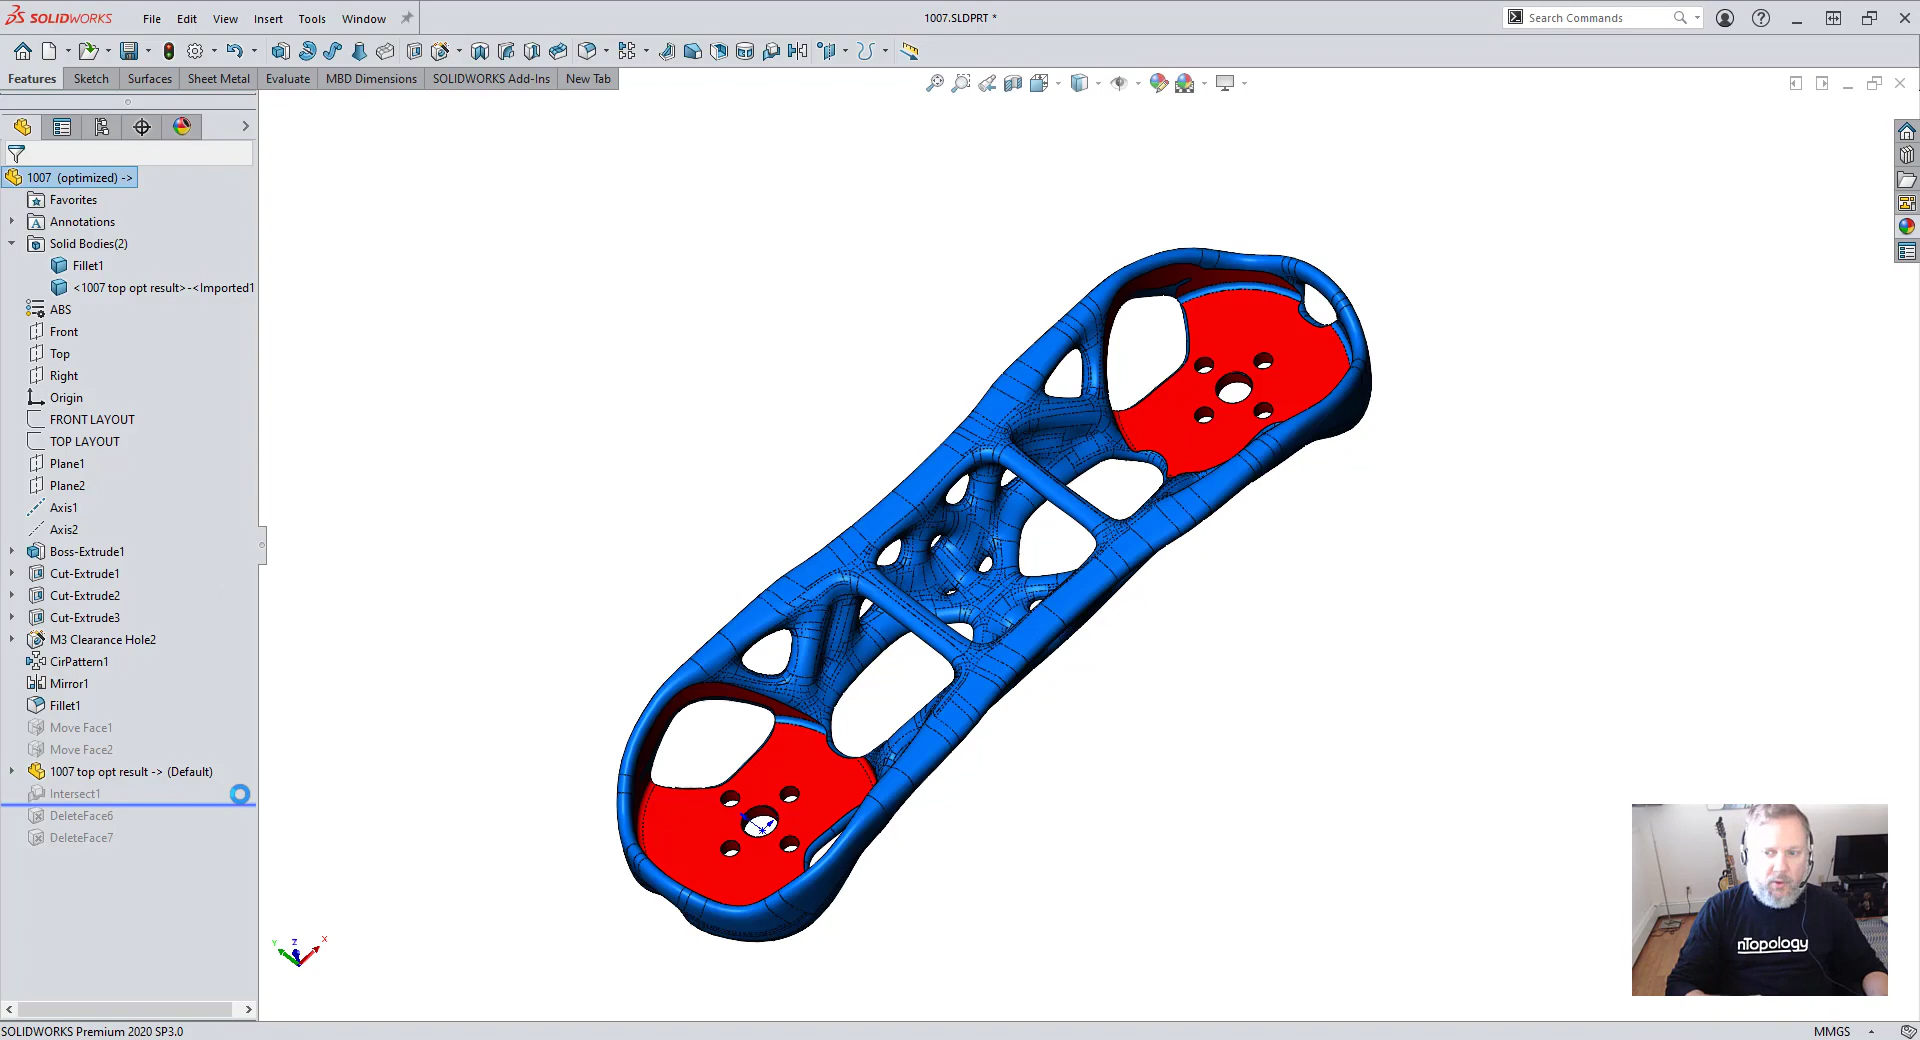 SOLIDWORKS File Edit View Insert Tools Window 1007.SLDPRT * Search Commands
Features Sketch Surfaces Sheet Metal Evaluate MBD Dimensions SOLIDWORKS Add-Ins New Tab
1007 (optimized) ->
Favorites
Annotations
Solid Bodies(2)
Fillet1
<1007 top opt result>-<Imported1
ABS
Front
Top
Right
Origin
FRONT LAYOUT
TOP LAYOUT
Plane1
Plane2
Axis1
Axis2
Boss-Extrude1
Cut-Extrude1
Cut-Extrude2
Cut-Extrude3
M3 Clearance Hole2
CirPattern1
Mirror1
Fillet1
Move Face1
Move Face2
1007 top opt result -> (Default)
Intersect1
DeleteFace6
DeleteFace7
Y Z X
nTopology
SOLIDWORKS Premium 2020 SP3.0 MMGS